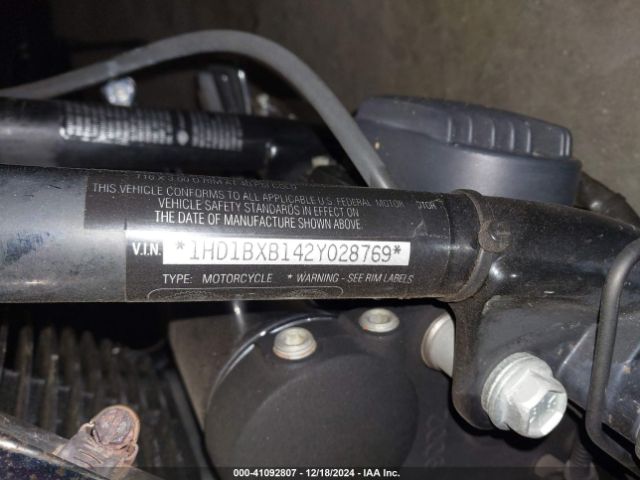 THIS VEHICLE CONFORMS TO ALL APPLICABLE U.S. FEDERAL MOTOR
VEHICLE SAFETY STANDARDS IN EFFECT ON
THE DATE OF MANUFACTURE SHOWN ABOVE.
V.I.N. *1HD1BXB142Y028769*
TYPE: MOTORCYCLE * WARNING - SEE RIM LABELS
000-41092807 - 12/18/2024 - IAA Inc.